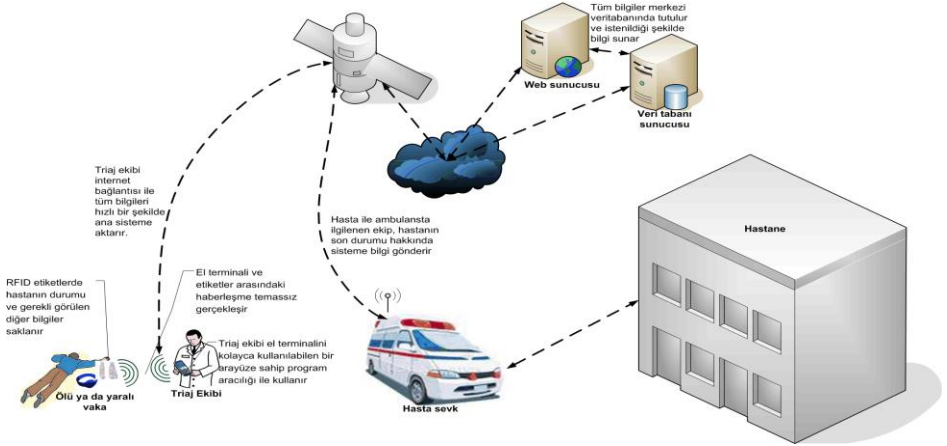 Tüm bilgiler merkezi
veritabanında tutulur
ve istenildiği şekilde
bilgi sunar
Web sunucusu
Veri tabanı
sunucusu
Triaj ekibi
internet
bağlantısı ile
tüm bilgileri
hızlı bir şekilde
ana sisteme
aktarır.
Hasta ile ambulansta
ilgilenen ekip, hastanın
son durumu hakkında
sisteme bilgi gönderir
Hastane
RFID etiketlerde
hastanın durumu
ve gerekli görülen
diğer bilgiler
saklanır
El terminali ve
etiketler arasındaki
haberleşme temassız
gerçekleşir
Triaj ekibi el terminalini
kolayca kullanılabilen bir
arayüze sahip program
aracılığı ile kullanır
Ölü ya da yaralı
vaka
Triaj Ekibi
Hasta sevk